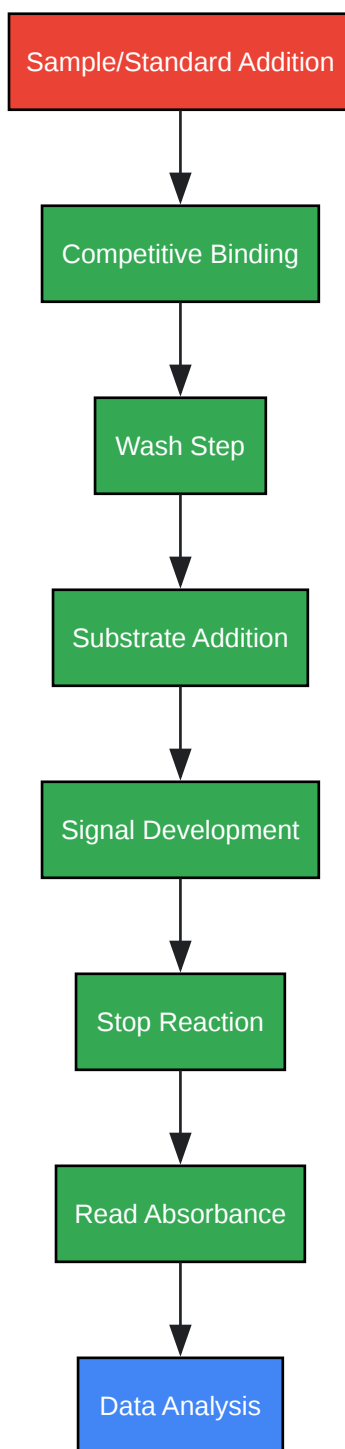 Sample/Standard Addition
Competitive Binding
Wash Step
Substrate Addition
Signal Development
Stop Reaction
Read Absorbance
Data Analysis